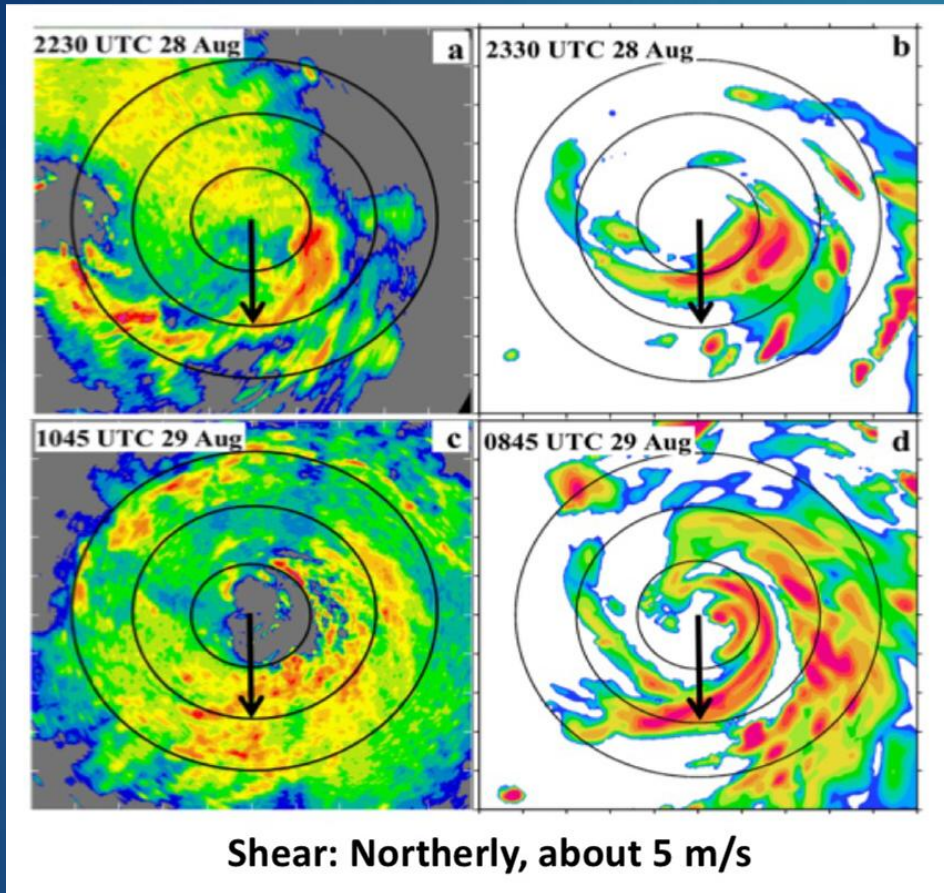 2230 UTC 28 Aug
a
2330 UTC 28 Aug
b
1045 UTC 29 Aug
c
0845 UTC 29 Aug
d
Shear: Northerly, about 5 m/s